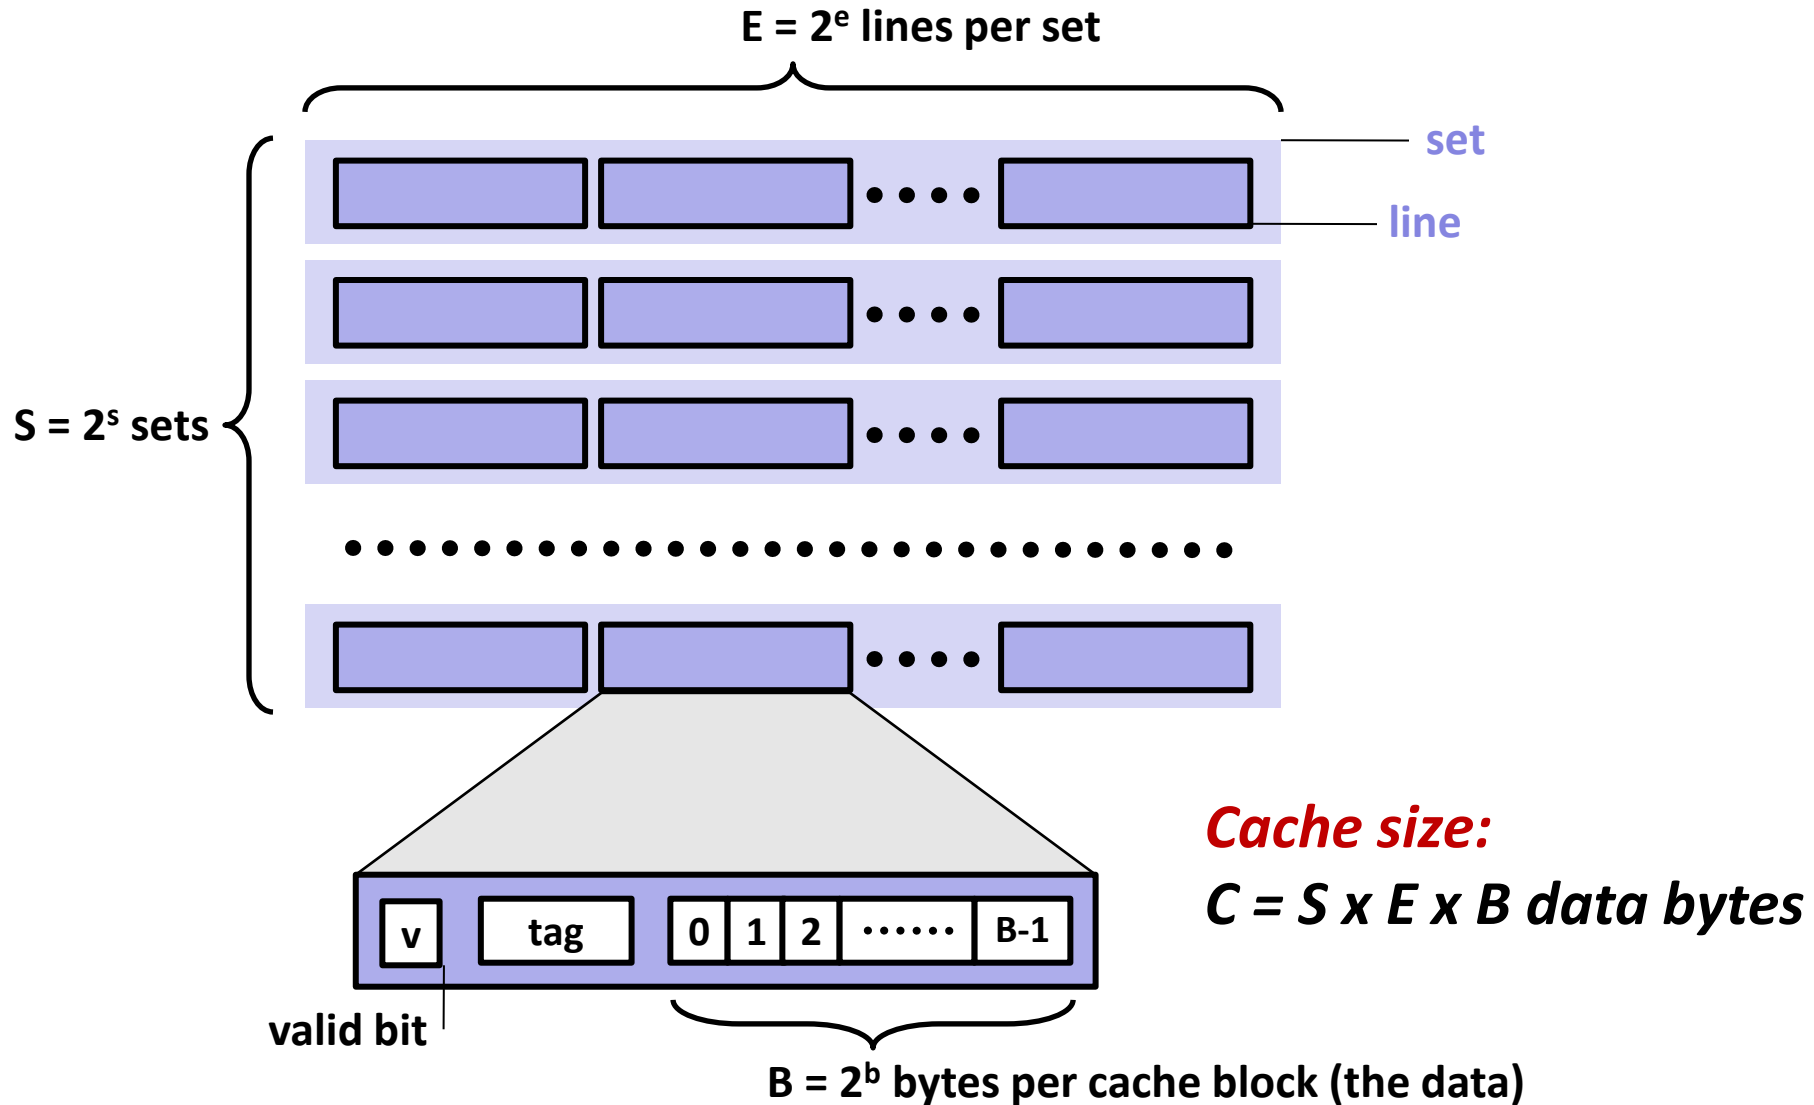 E = 2ᵉ lines per set
set
line
S = 2ˢ sets
Cache size:
C = S x E x B data bytes
v
tag
0 1 2 •••••• B-1
valid bit
B = 2ᵇ bytes per cache block (the data)